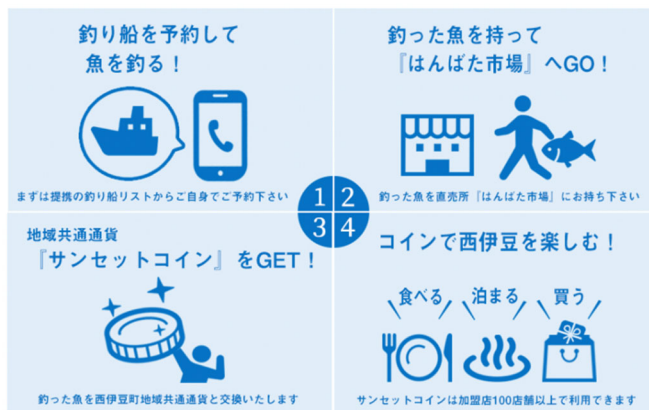 釣り船を予約して
魚を釣る！
まずは提携の釣り船リストからご自身でご予約下さい
1
釣った魚を持って
『はんばた市場』へGO！
釣った魚を直売所『はんばた市場』にお持ち下さい
2
地域共通通貨
『サンセットコイン』をGET！
釣った魚を西伊豆町地域共通通貨と交換いたします
3
コインで西伊豆を楽しむ！
食べる 泊まる 買う
サンセットコインは加盟店100店舗以上で利用できます
4